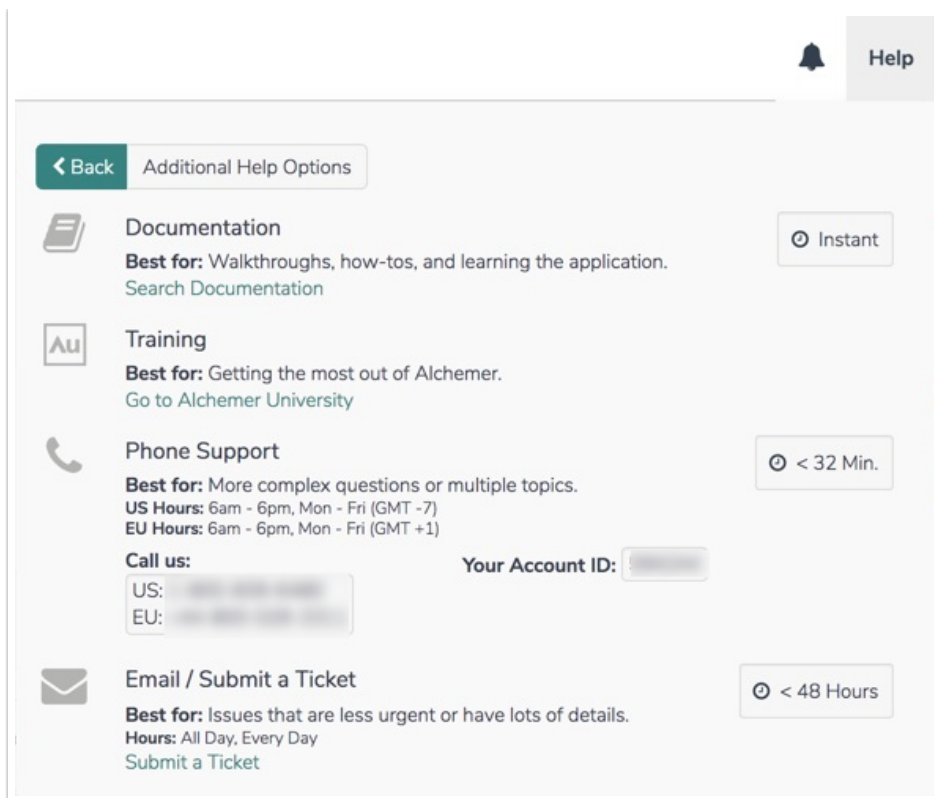 Help
Back
Additional Help Options
Documentation
Instant
Best for: Walkthroughs, how-tos, and learning the application.
Search Documentation
Au
Training
Best for: Getting the most out of Alchemer.
Go to Alchemer University
Phone Support
< 32 Min.
Best for: More complex questions or multiple topics.
US Hours: 6am - 6pm, Mon - Fri (GMT -7)
EU Hours: 6am - 6pm, Mon - Fri (GMT +1)
Call us:
Your Account ID:
US:
EU:
Email / Submit a Ticket
< 48 Hours
Best for: Issues that are less urgent or have lots of details.
Hours: All Day, Every Day
Submit a Ticket